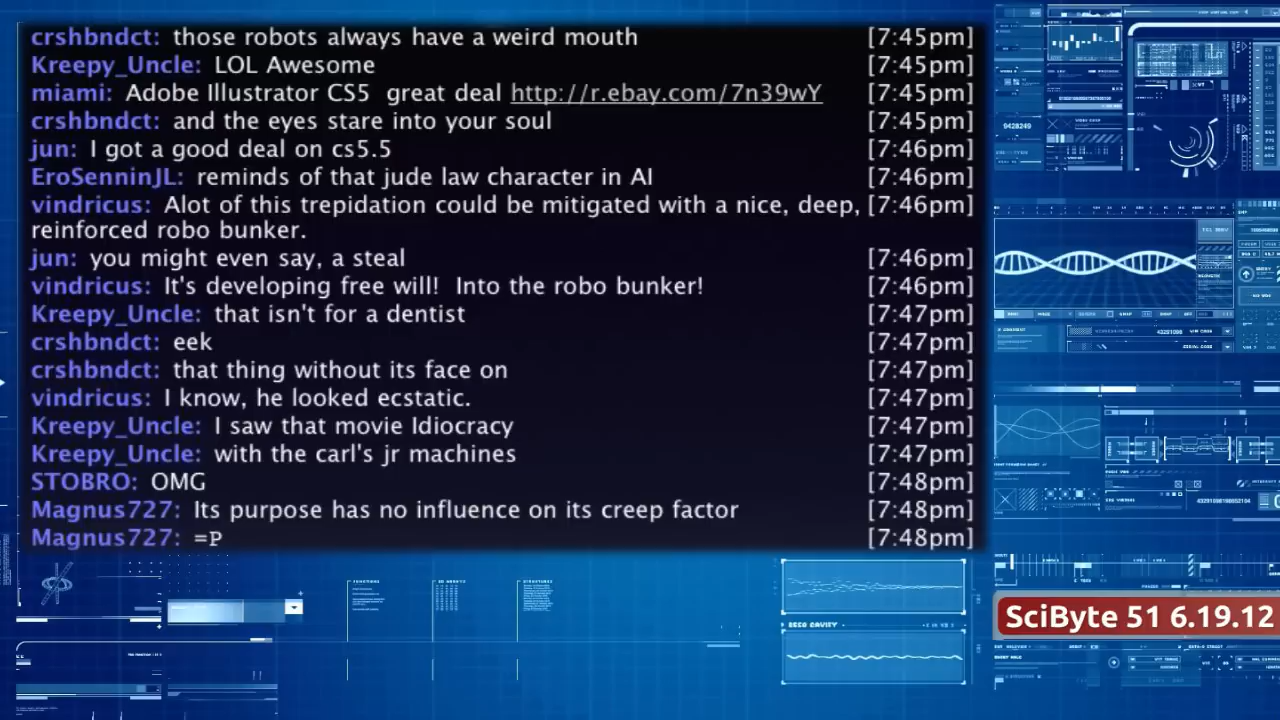 crshbndct: those robots always have a weird mouth [7:45pm]
Kreepy_Uncle: LOL Awsome [7:45pm]
miami: Adobe Illustrator cs5 great deal http://r-ebay.com/7n39wY [7:45pm]
crshbndct: and the eyes stare into your soul [7:45pm]
jun: I got a good deal on cs5.5 [7:46pm]
EroSenninJL: reminds me has jude law character in AI [7:46pm]
vindricus: Alot of this trepidation could be mitigated with a nice, deep, [7:46pm]
reinforced robo bunker.
jun: you might even say, a steal [7:46pm]
vindricus: It's developing free will! Into the robo bunker! [7:46pm]
Kreepy_Uncle: that isn't for a dentist [7:47pm]
crshbndct: eek [7:47pm]
crshbndct: that thing without its face on [7:47pm]
vindricus: I know, he looked ecstatic. [7:47pm]
Kreepy_Uncle: I saw that movie Idiocracy [7:47pm]
Kreepy_Uncle: with the carl's jr machines [7:47pm]
STOBRO: OMG [7:48pm]
Magnus727: Its purpose has no influence on its creep factor [7:48pm]
Magnus727: =P [7:48pm]
9428249
SciByte 51 6.19.12